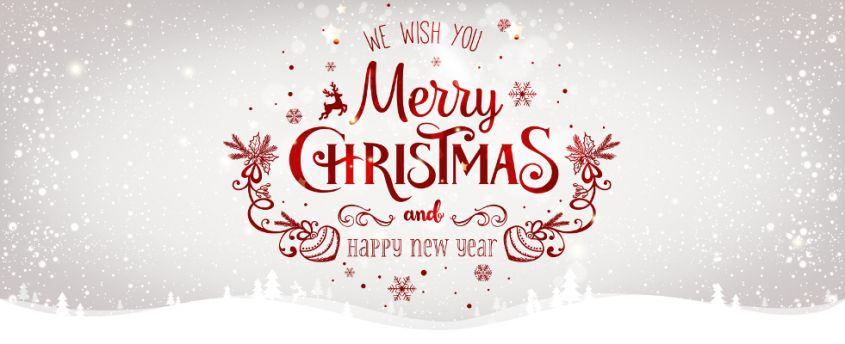 WE WISH YOU
Merry
CHRISTMAS
and
HAPPY NEW YEAR